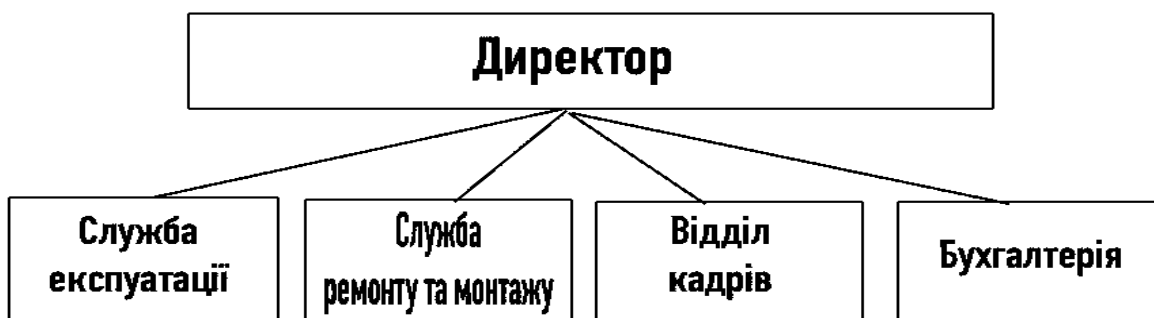 Директор
Служба
експуатації
Служба
ремонту та монтажу
Відділ
кадрів
Бухгалтерія